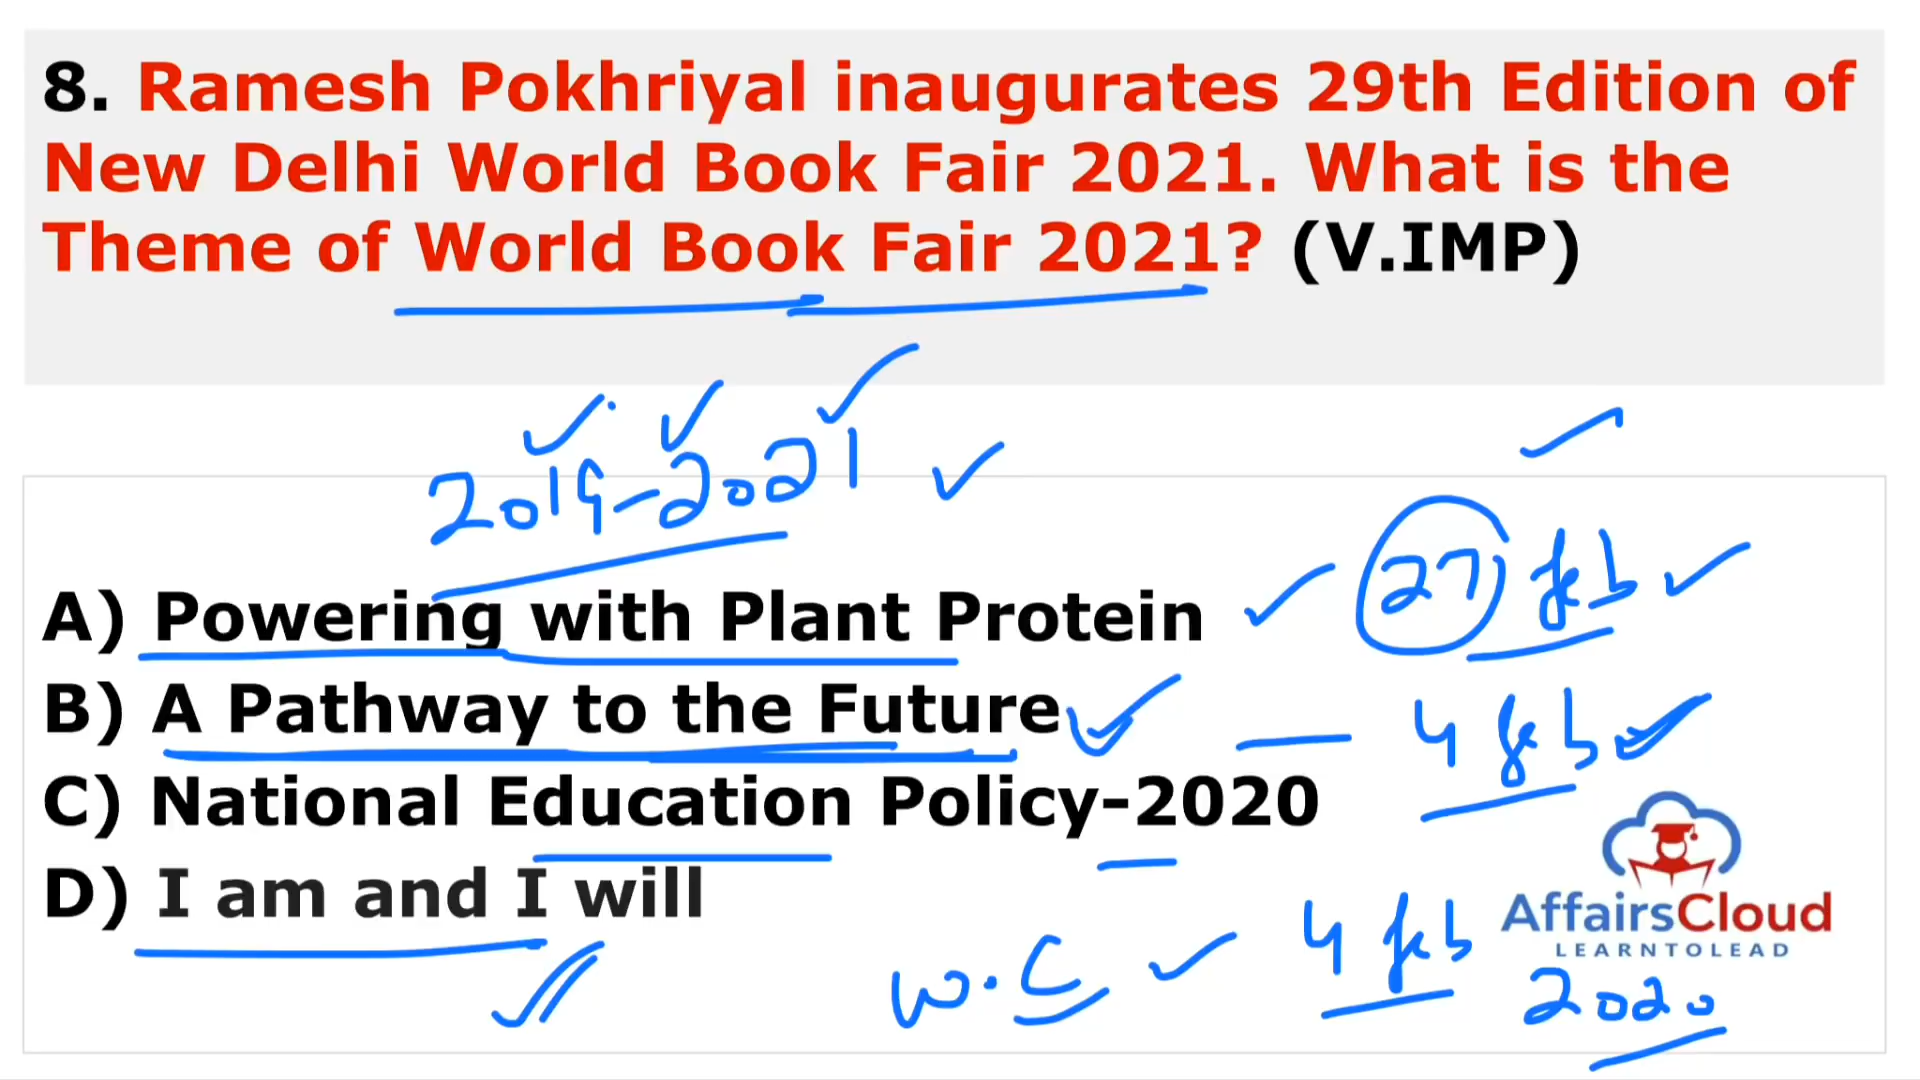 8. Ramesh Pokhriyal inaugurates 29th Edition of
New Delhi World Book Fair 2021. What is the
Theme of World Book Fair 2021? (V.IMP)
2019-2021
A) Powering with Plant Protein
27 feb
B) A Pathway to the Future
— 4 feb
C) National Education Policy-2020
D) I am and I will
AffairsCloud
LEARNTOLEAD
W.C 4 feb
2020